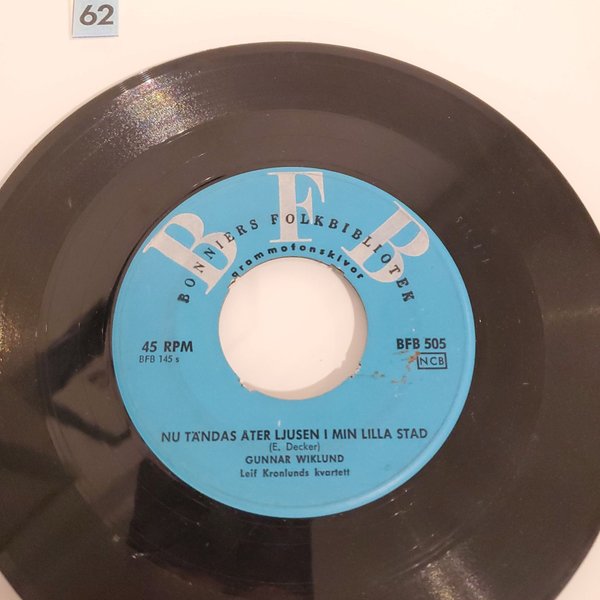 62
BFB
BONNIERS FOLKBIBLIOTEK
grammofonskivor
45 RPM
BFB 145 s
BFB 505
NCB
NU TÄNDAS ATER LJUSEN I MIN LILLA STAD
(E. Decker)
GUNNAR WIKLUND
Leif Kronlunds kvartett